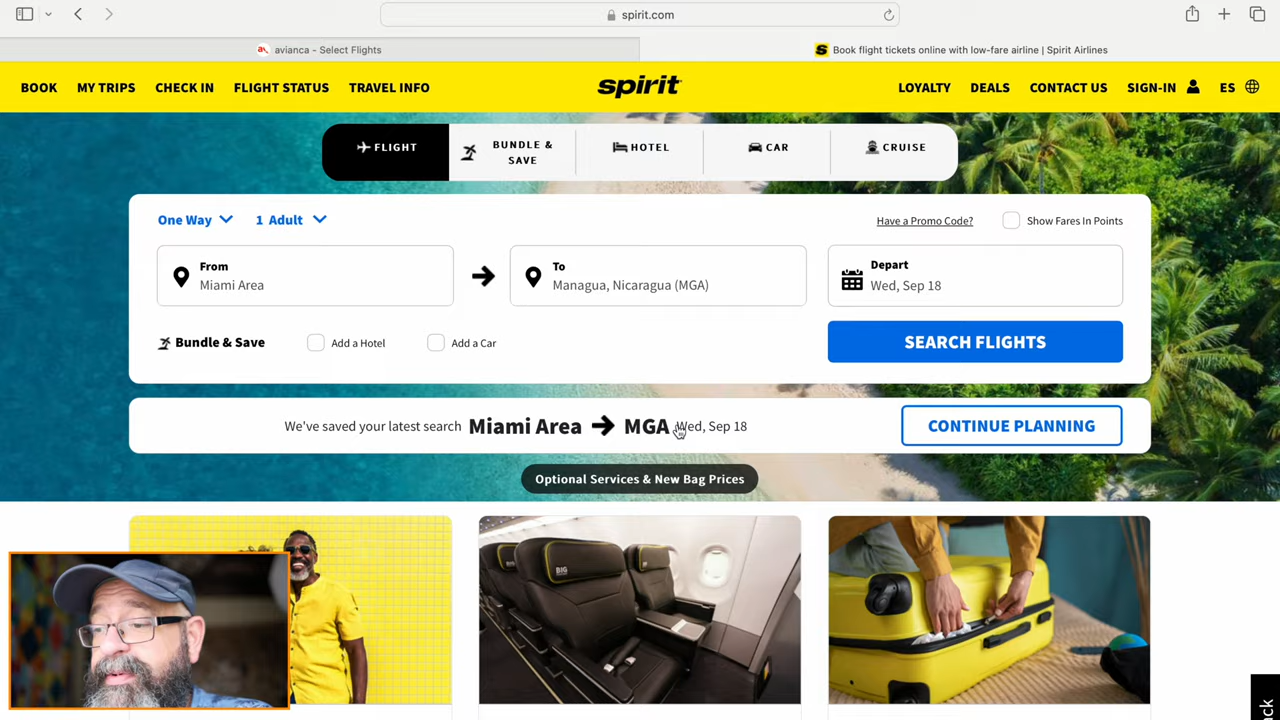 spirit.com
avianca - Select Flights
Book flight tickets online with low-fare airline | Spirit Airlines
BOOK MY TRIPS CHECK IN FLIGHT STATUS TRAVEL INFO
spirit
LOYALTY DEALS CONTACT US SIGN-IN ES
FLIGHT
BUNDLE &
SAVE
HOTEL
CAR
CRUISE
One Way 1 Adult
Have a Promo Code? Show Fares In Points
From
Miami Area
To
Managua, Nicaragua (MGA)
Depart
Wed, Sep 18
Bundle & Save Add a Hotel Add a Car
SEARCH FLIGHTS
We've saved your latest search Miami Area MGA Wed, Sep 18
CONTINUE PLANNING
Optional Services & New Bag Prices
BIG